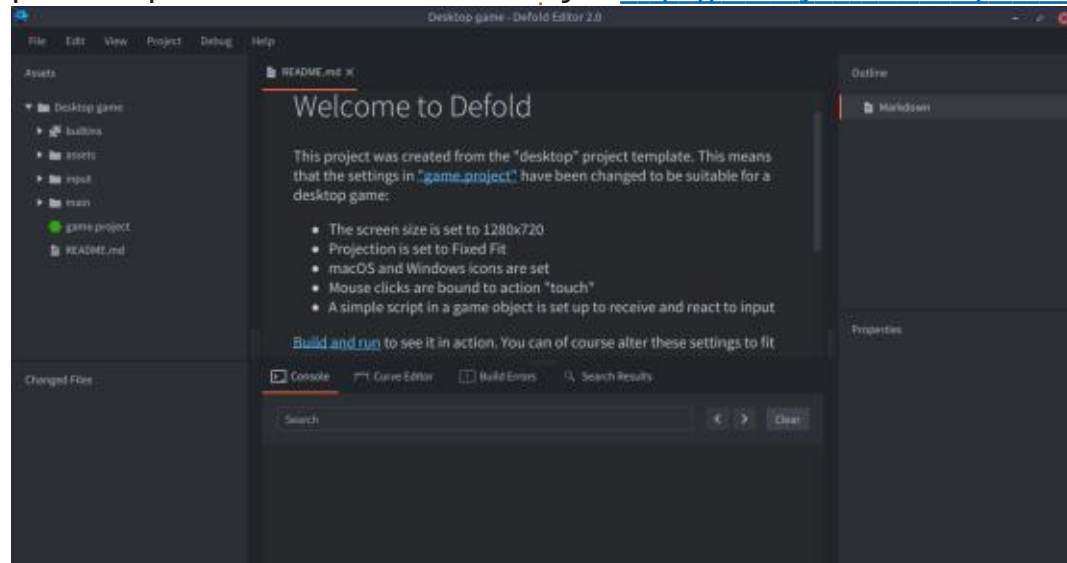 Desktop game - Defold Editor 2.0
File Edit View Project Debug Help
Assets
Desktop game
builtins
assets
input
main
game.project
README.md
Changed Files
README.md ×
Welcome to Defold
This project was created from the "desktop" project template. This means
that the settings in "game.project" have been changed to be suitable for a
desktop game:
The screen size is set to 1280x720
Projection is set to Fixed Fit
macOS and Windows icons are set
Mouse clicks are bound to action "touch"
A simple script in a game object is set up to receive and react to input
Build and run to see it in action. You can of course alter these settings to fit
Console Curve Editor Build Errors Search Results
Search
Clear
Outline
Markdown
Properties